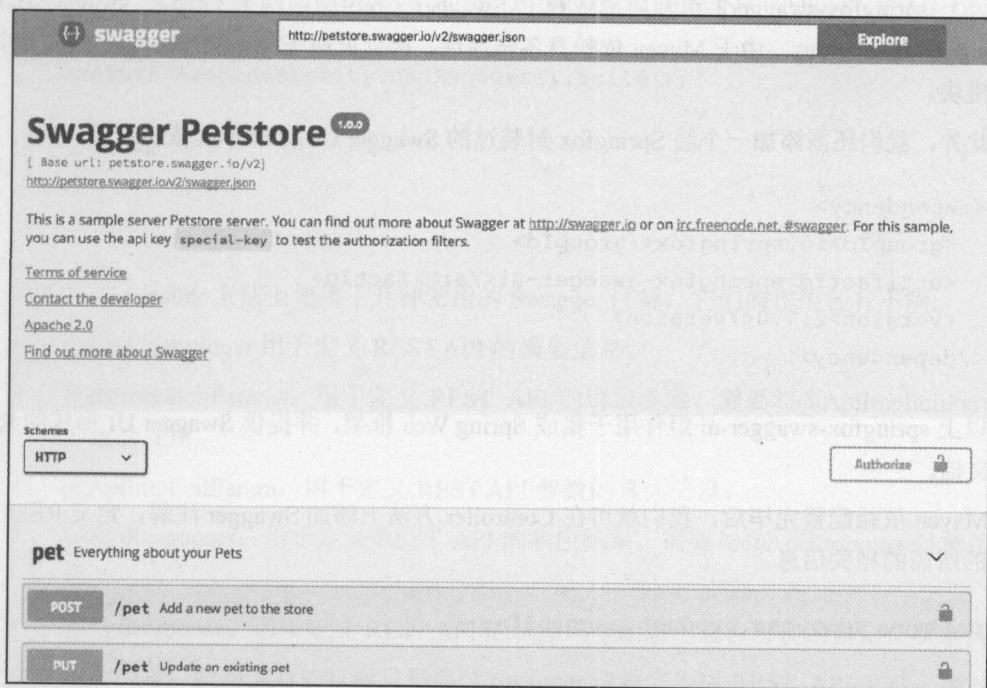 swagger
http://petstore.swagger.io/v2/swagger.json
Explore
Swagger Petstore 1.0.0
[ Base url: petstore.swagger.io/v2]
http://petstore.swagger.io/v2/swagger.json
This is a sample server Petstore server. You can find out more about Swagger at http://swagger.io or on irc.freenode.net, #swagger. For this sample,
you can use the api key special-key to test the authorization filters.
Terms of service
Contact the developer
Apache 2.0
Find out more about Swagger
Schemes
HTTP
Authorize
pet Everything about your Pets
POST /pet Add a new pet to the store
PUT /pet Update an existing pet